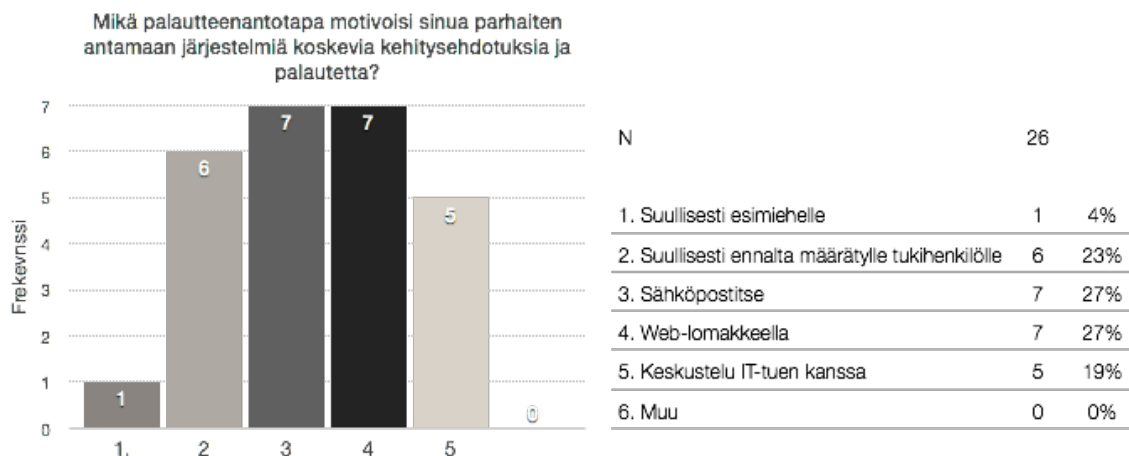 Mikä palautteenantotapa motivoisi sinua parhaiten
antamaan järjestelmiä koskevia kehitysehdotuksia ja
palautetta?
Frekevnssi
7
6
5
4
3
2
1
0
1
6
7
7
5
0
1. 2 3 4 5
N 26
1. Suullisesti esimiehelle 1 4%
2. Suullisesti ennalta määrätylle tukihenkilölle 6 23%
3. Sähköpostitse 7 27%
4. Web-lomakkeella 7 27%
5. Keskustelu IT-tuen kanssa 5 19%
6. Muu 0 0%